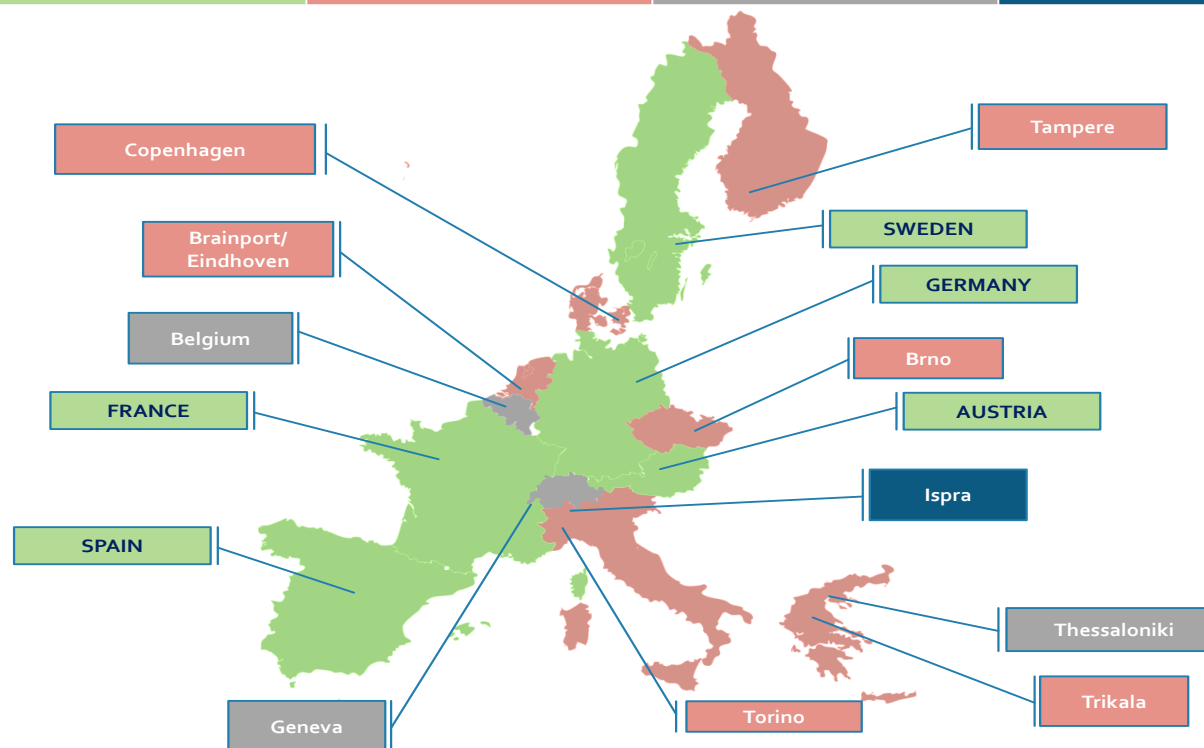 Copenhagen
Tampere
Brainport/
Eindhoven
SWEDEN
GERMANY
Belgium
Brno
FRANCE
AUSTRIA
Ispra
SPAIN
Thessaloniki
Trikala
Geneva
Torino